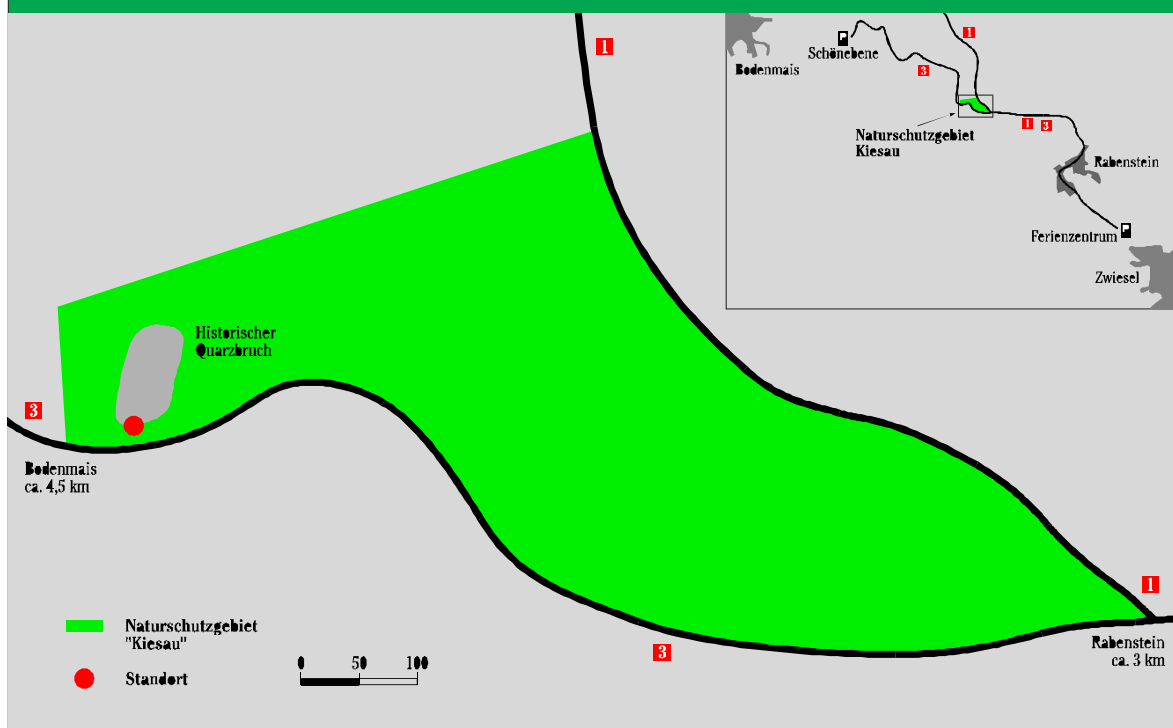 1
1
Schönebene
Bodenmais
3
Naturschutzgebiet
Kiesau
1 3
Rabenstein
Ferienzentrum
Zwiesel
Historischer
Quarzbruch
3
Bodenmais
ca. 4,5 km
1
Naturschutzgebiet
"Kiesau"
3
Rabenstein
ca. 3 km
0 50 100
Standort